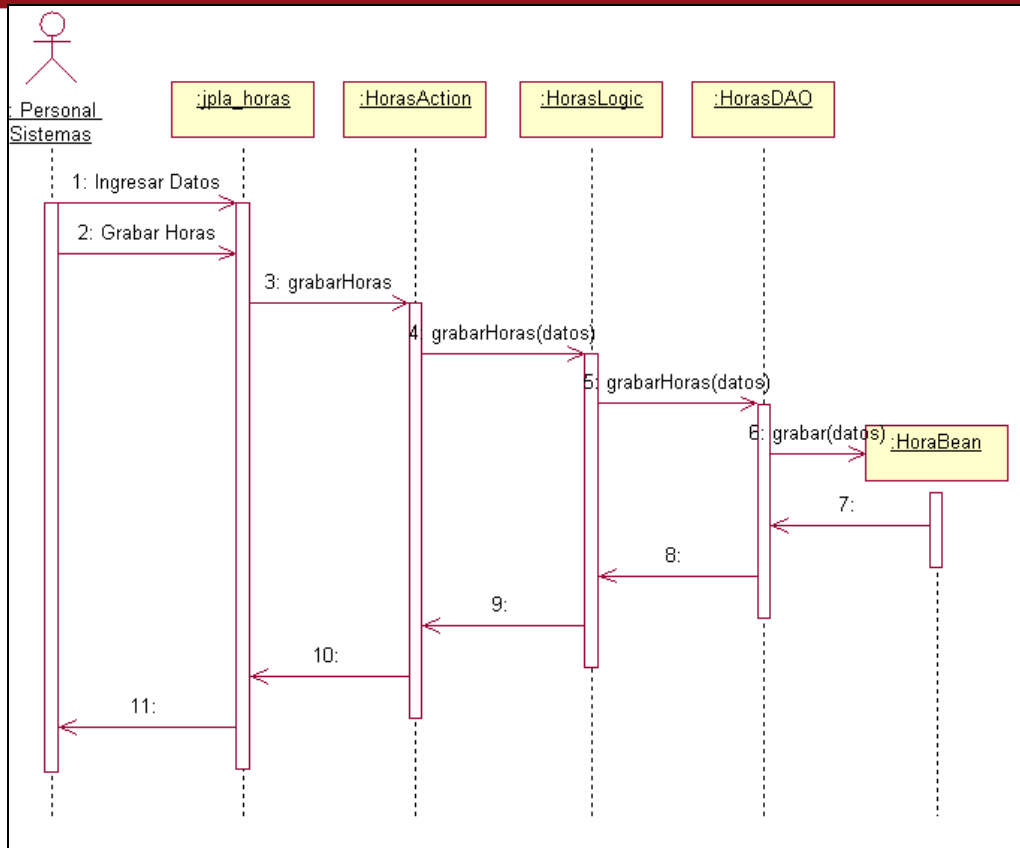 : Personal
Sistemas
:jpla_horas
:HorasAction
:HorasLogic
:HorasDAO
1: Ingresar Datos
2: Grabar Horas
3: grabarHoras
4: grabarHoras(datos)
5: grabarHoras(datos)
6: grabar(datos)
:HoraBean
7:
8:
9:
10:
11: